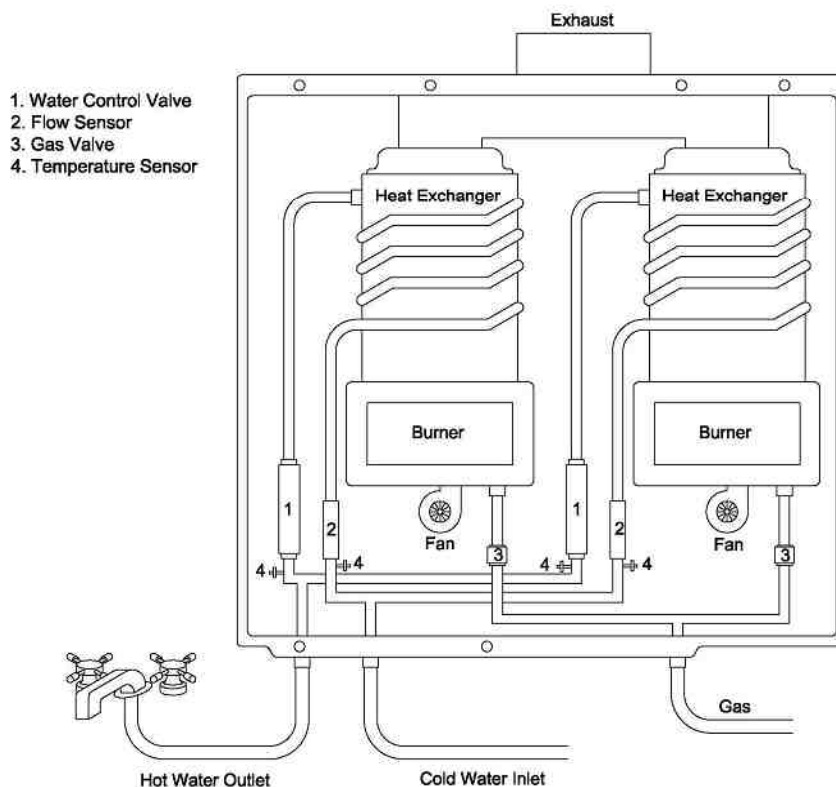 Exhaust
1. Water Control Valve
2. Flow Sensor
3. Gas Valve
4. Temperature Sensor
Heat Exchanger
Heat Exchanger
Burner
Burner
1
2
Fan
3
1
2
Fan
3
4
4
4
4
Gas
Hot Water Outlet
Cold Water Inlet